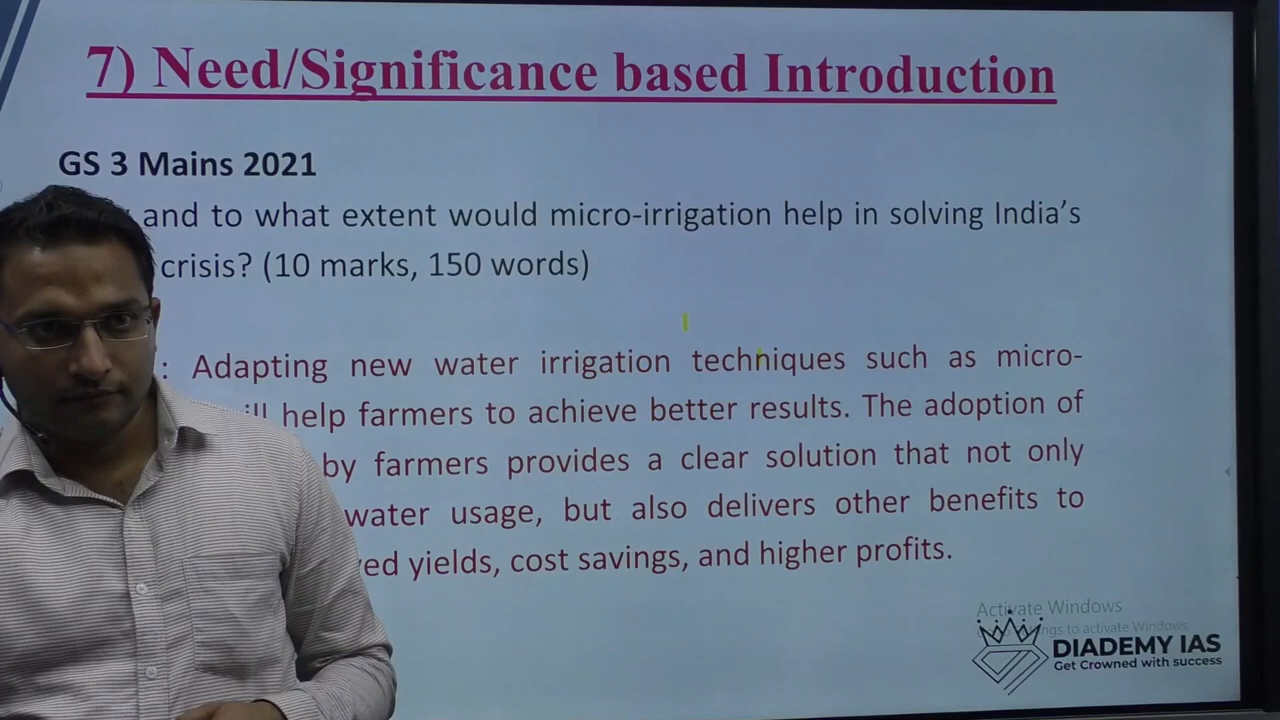 7) Need/Significance based Introduction
GS 3 Mains 2021
and to what extent would micro-irrigation help in solving India's
crisis? (10 marks, 150 words)
: Adapting new water irrigation techniques such as micro-
help farmers to achieve better results. The adoption of
by farmers provides a clear solution that not only
water usage, but also delivers other benefits to
yields, cost savings, and higher profits.
Activate Windows
to activate Windows.
DIADEMY IAS
Get Crowned with success